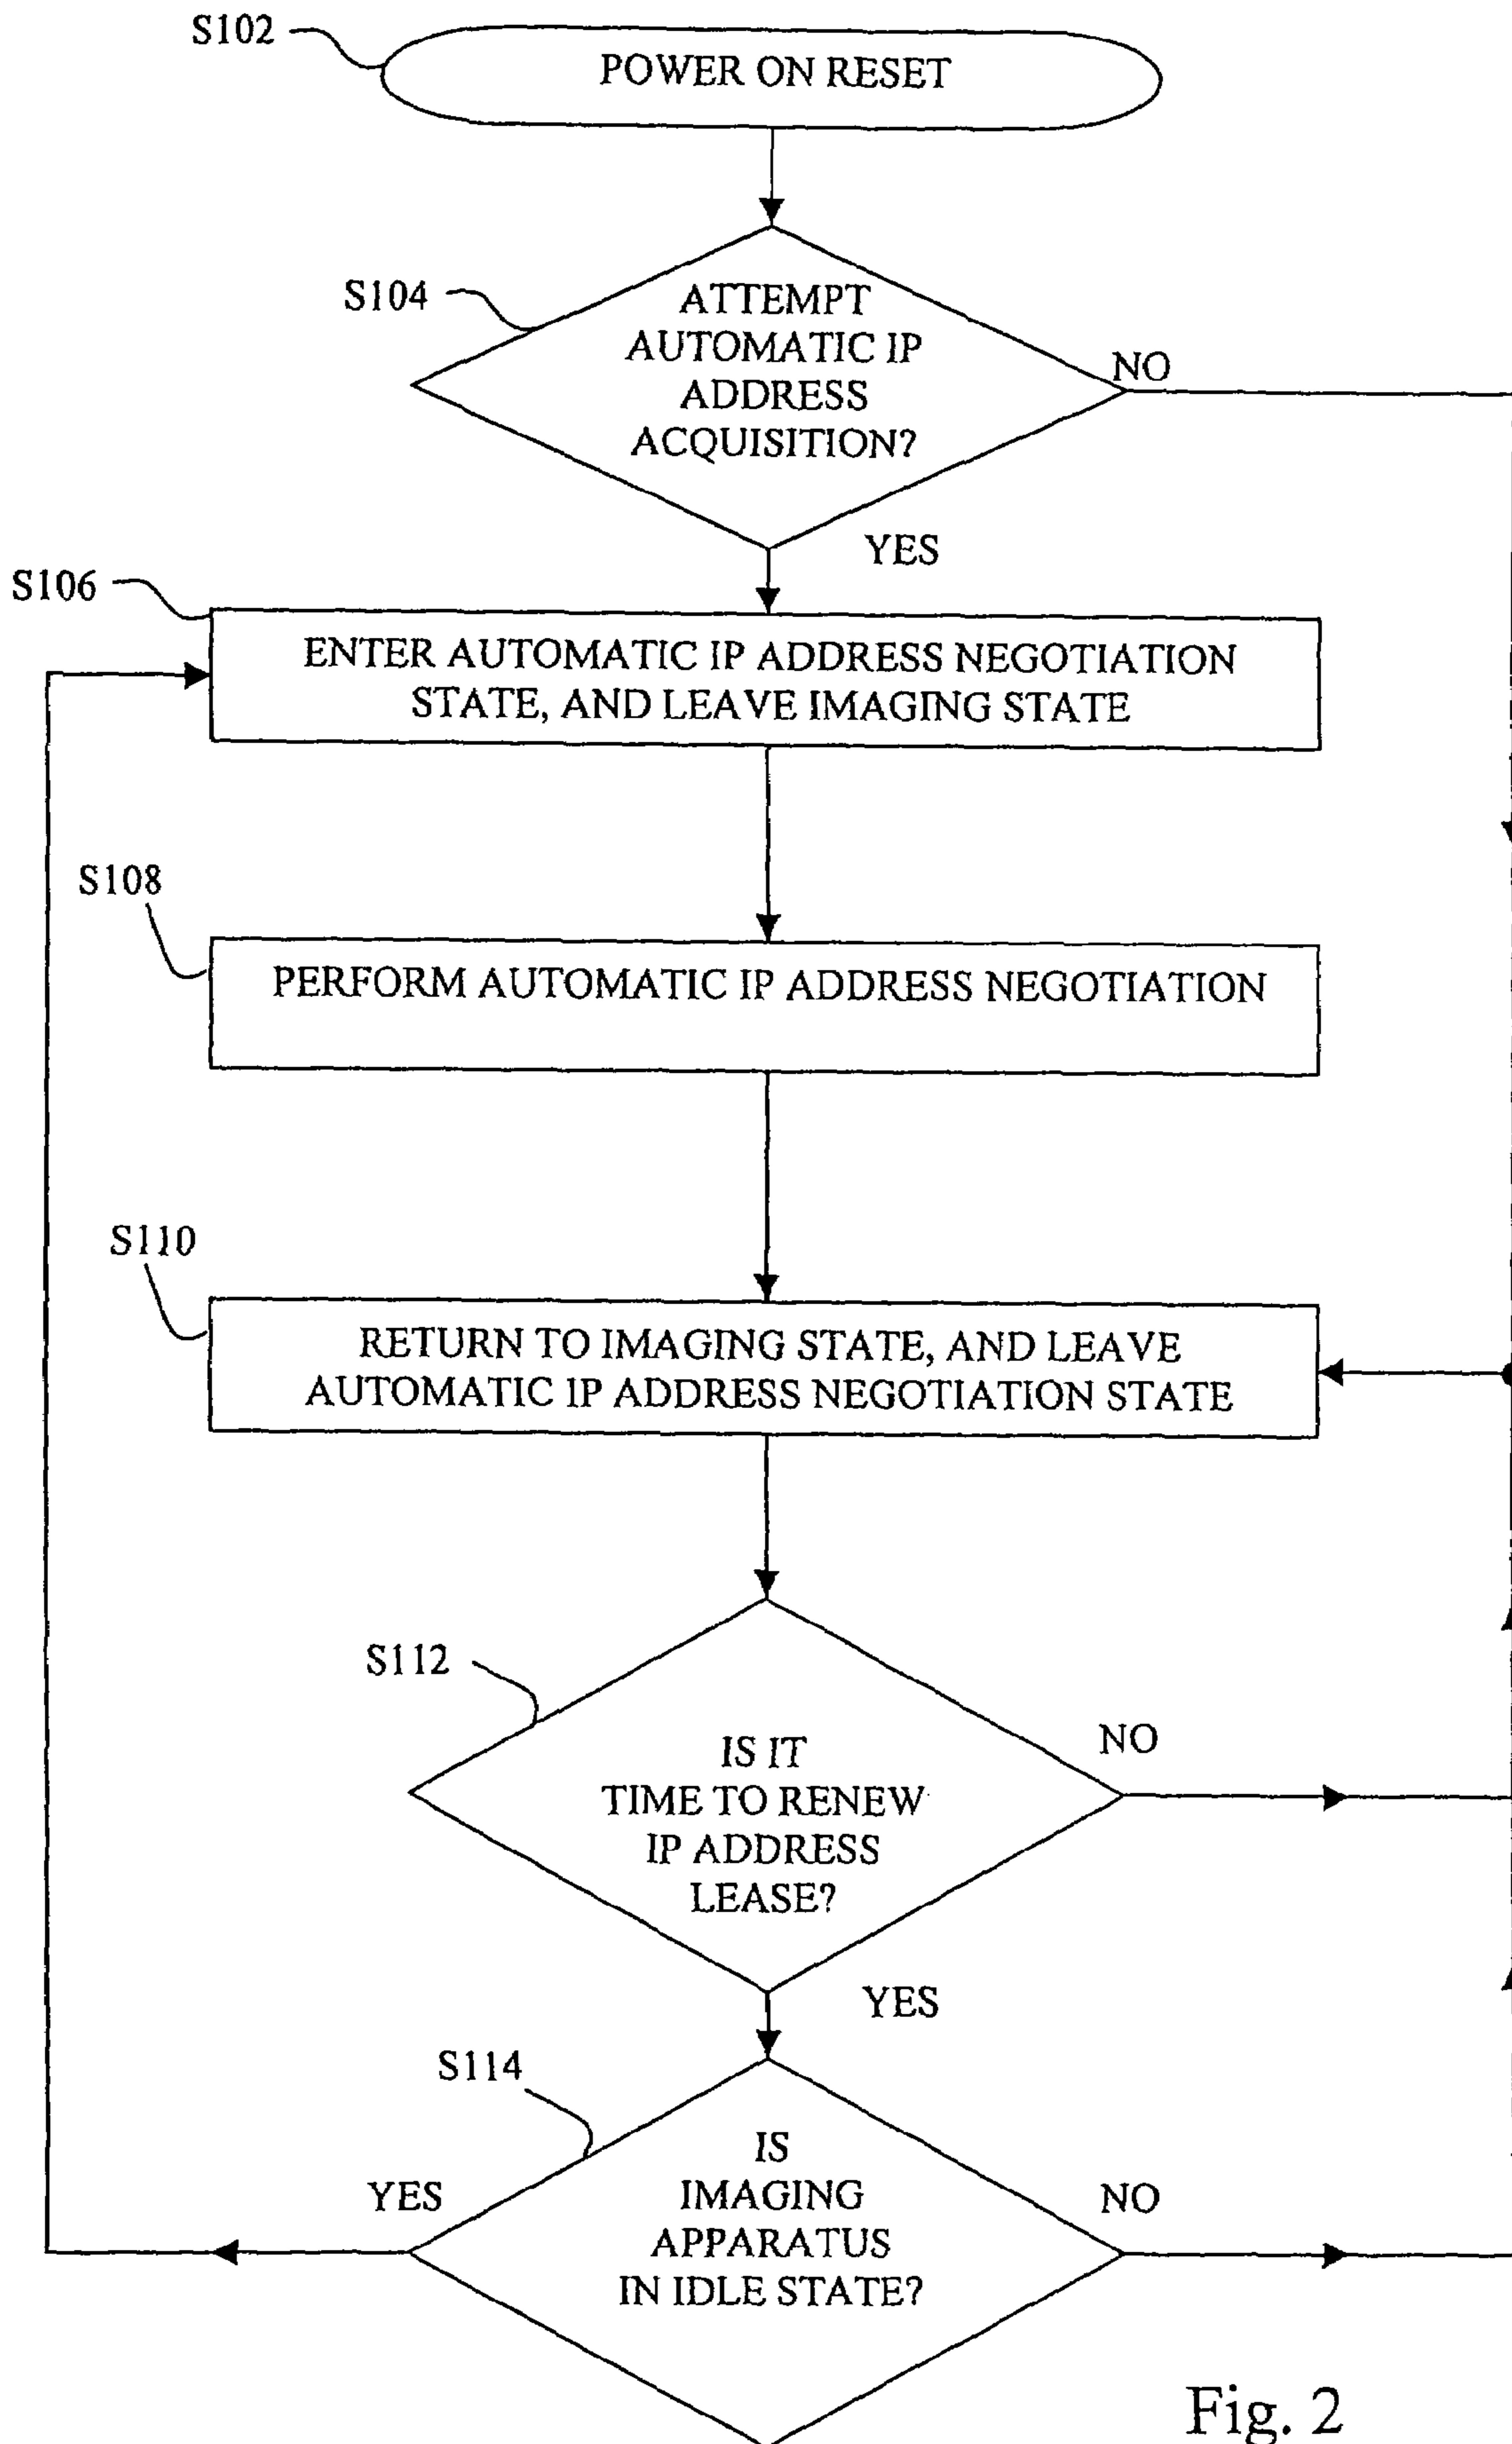 S102
POWER ON RESET
S104
ATTEMPT
AUTOMATIC IP
ADDRESS
ACQUISITION?
NO
YES
S106
ENTER AUTOMATIC IP ADDRESS NEGOTIATION
STATE, AND LEAVE IMAGING STATE
S108
PERFORM AUTOMATIC IP ADDRESS NEGOTIATION
S110
RETURN TO IMAGING STATE, AND LEAVE
AUTOMATIC IP ADDRESS NEGOTIATION STATE
S112
IS IT
TIME TO RENEW
IP ADDRESS
LEASE?
NO
YES
S114
IS
IMAGING
APPARATUS
IN IDLE STATE?
YES
NO
Fig. 2